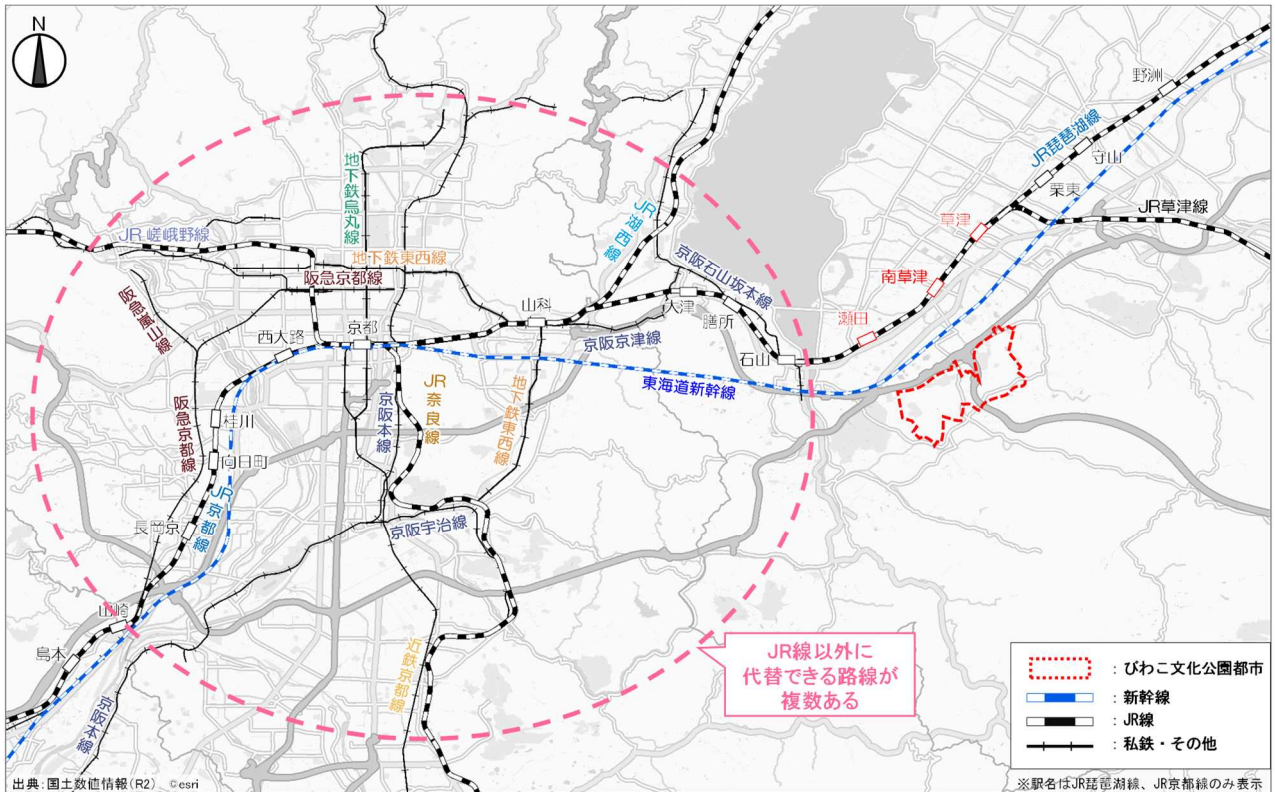 N
野洲
JR琵琶湖線
守山
栗東
草津
JR草津線
南草津
瀬田
地下鉄烏丸線
JR湖西線
JR嵯峨野線
地下鉄東西線
阪急京都線
京阪石山坂本線
阪急嵐山線
山科
大津
膳所
西大路
京都
京阪京津線
石山
東海道新幹線
JR奈良線
地下鉄東西線
京阪本線
阪急京都線
桂川
向日町
JR京都線
長岡京
京阪宇治線
山崎
島本
近鉄京都線
京阪本線
JR線以外に
代替できる路線が
複数ある
:びわこ文化公園都市
:新幹線
:JR線
:私鉄・その他
出典:国土数値情報(R2) ©esri
※駅名はJR琵琶湖線、JR京都線のみ表示